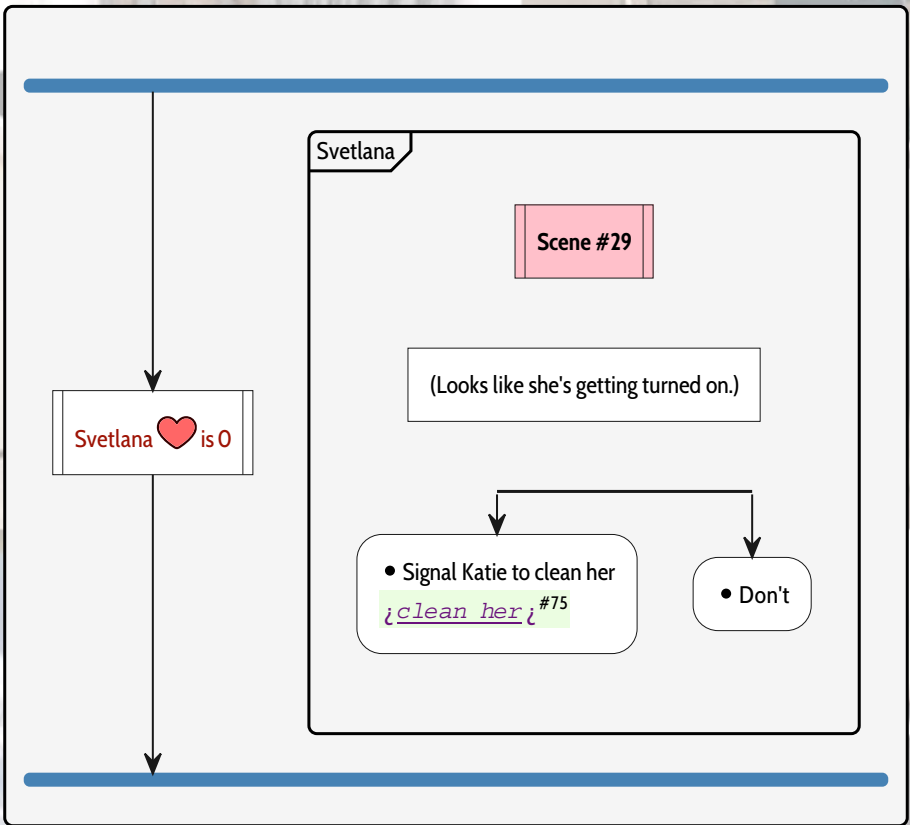 Svetlana
Scene #29
(Looks like she's getting turned on.)
Svetlana ❤ is 0
• Signal Katie to clean her
¿clean her¿#75
• Don't